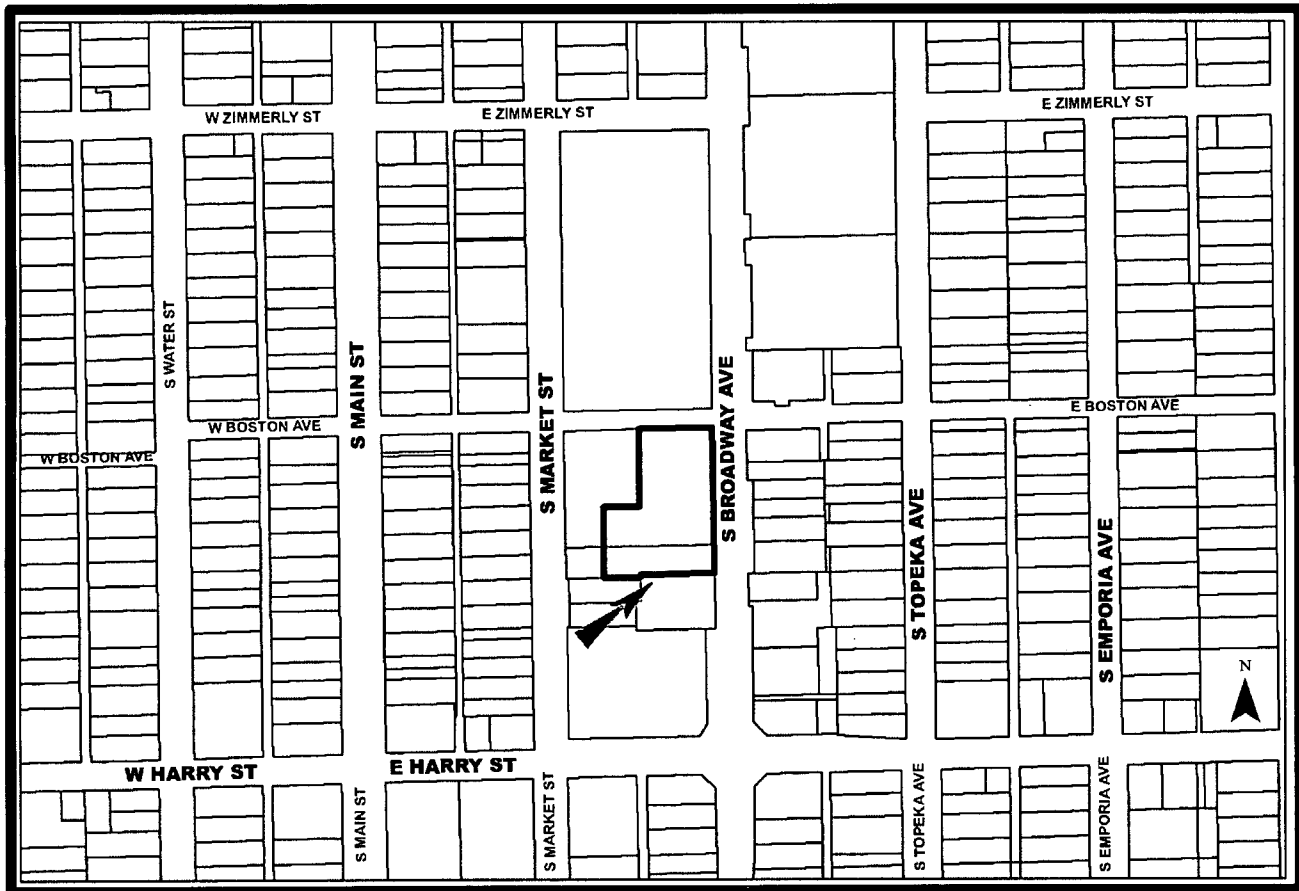 W ZIMMERLY ST
E ZIMMERLY ST
E ZIMMERLY ST
S WATER ST
S MAIN ST
S MARKET ST
S BROADWAY AVE
E BOSTON AVE
W BOSTON AVE
W BOSTON AVE
S TOPEKA AVE
S EMPORIA AVE
N
W HARRY ST
E HARRY ST
S MAIN ST
S MARKET ST
S TOPEKA AVE
S EMPORIA AVE